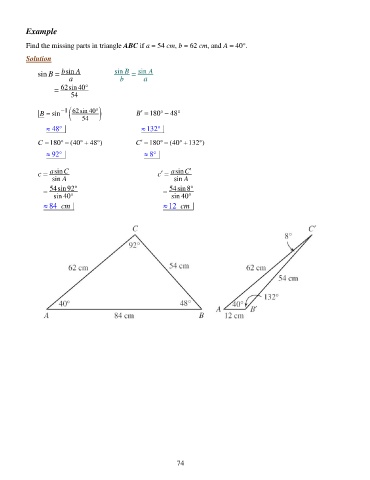 Example
Find the missing parts in triangle ABC if a = 54 cm, b = 62 cm, and A = 40°.
Solution
sin B = b sin A / a    sin B / b = sin A / a
= 62 sin 40° / 54
B = sin⁻¹(62 sin 40° / 54)    B' = 180° − 48°
≈ 48°    ≈ 132°
C = 180° − (40° + 48°)    C' = 180° − (40° + 132°)
≈ 92°    ≈ 8°
c = a sin C / sin A    c' = a sin C' / sin A
= 54 sin 92° / sin 40°    = 54 sin 8° / sin 40°
≈ 84 cm    ≈ 12 cm
C
92°
62 cm
54 cm
40°
48°
A
84 cm
B
C'
8°
62 cm
54 cm
132°
40°
A
B'
12 cm
74